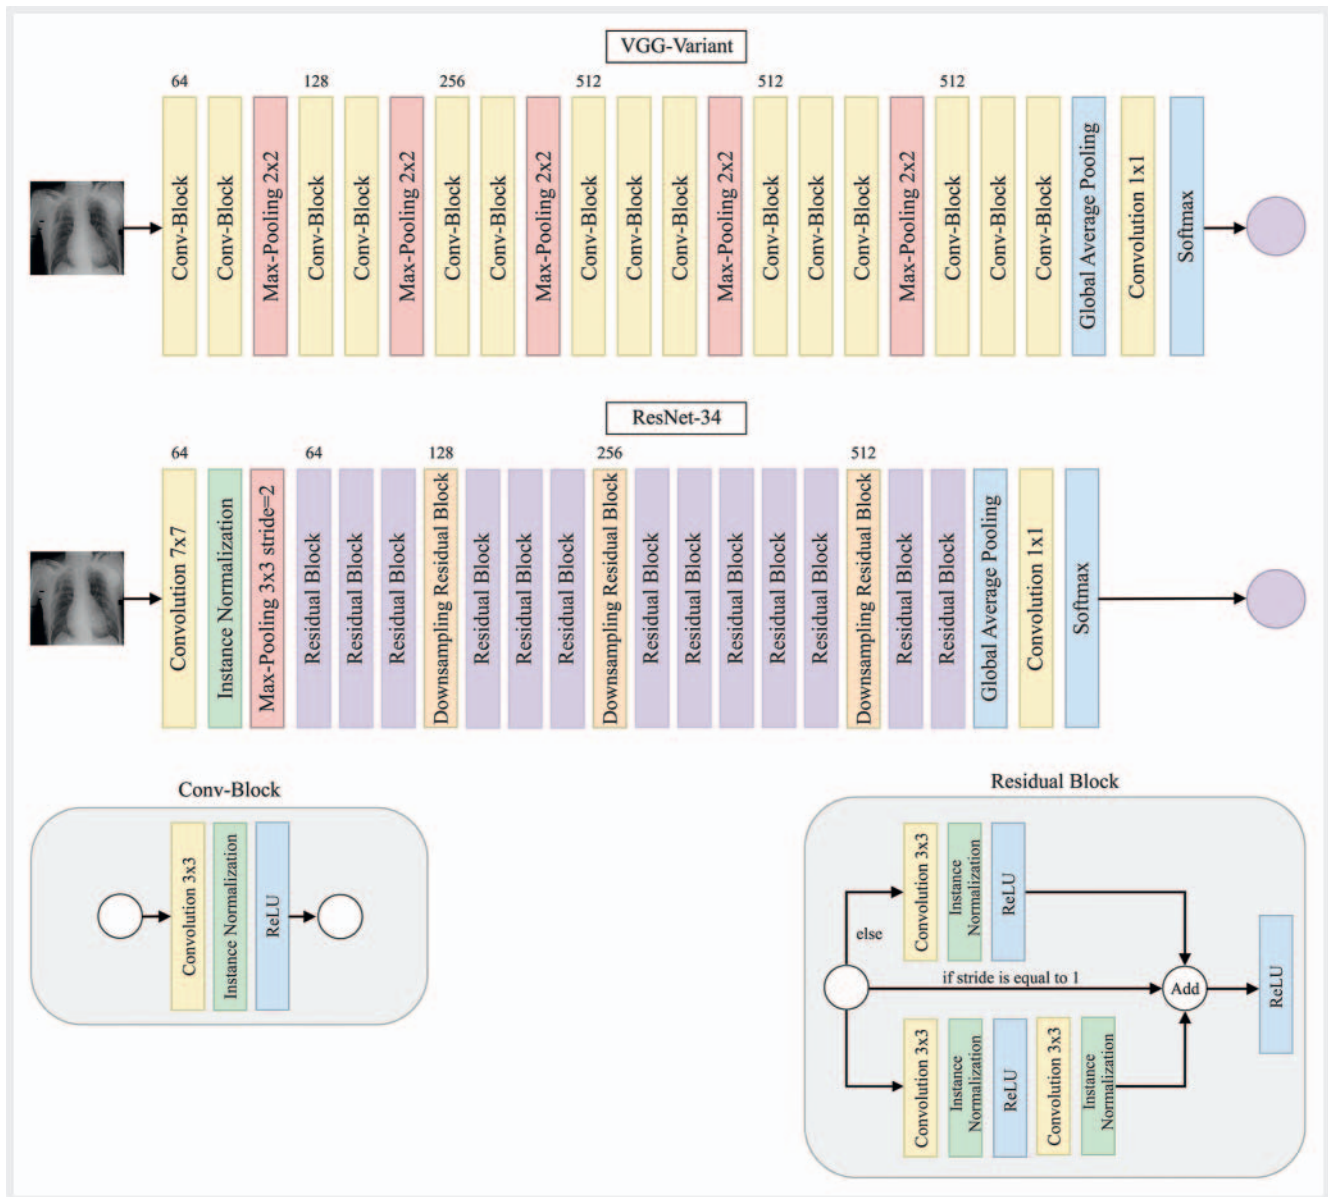 VGG-Variant
64 128 256 512 512 512
Conv-Block
Conv-Block
Max-Pooling 2x2
Conv-Block
Conv-Block
Max-Pooling 2x2
Conv-Block
Conv-Block
Max-Pooling 2x2
Conv-Block
Conv-Block
Conv-Block
Max-Pooling 2x2
Conv-Block
Conv-Block
Conv-Block
Max-Pooling 2x2
Conv-Block
Conv-Block
Conv-Block
Global Average Pooling
Convolution 1x1
Softmax
ResNet-34
64 64 128 256 512
Convolution 7x7
Instance Normalization
Max-Pooling 3x3 stride=2
Residual Block
Residual Block
Residual Block
Downsampling Residual Block
Residual Block
Residual Block
Residual Block
Downsampling Residual Block
Residual Block
Residual Block
Residual Block
Residual Block
Residual Block
Downsampling Residual Block
Residual Block
Residual Block
Global Average Pooling
Convolution 1x1
Softmax
Conv-Block
Convolution 3x3
Instance Normalization
ReLU
Residual Block
else
Convolution 3x3
Instance
Normalization
ReLU
if stride is equal to 1
Add
ReLU
Convolution 3x3
Instance
Normalization
ReLU
Convolution 3x3
Instance
Normalization